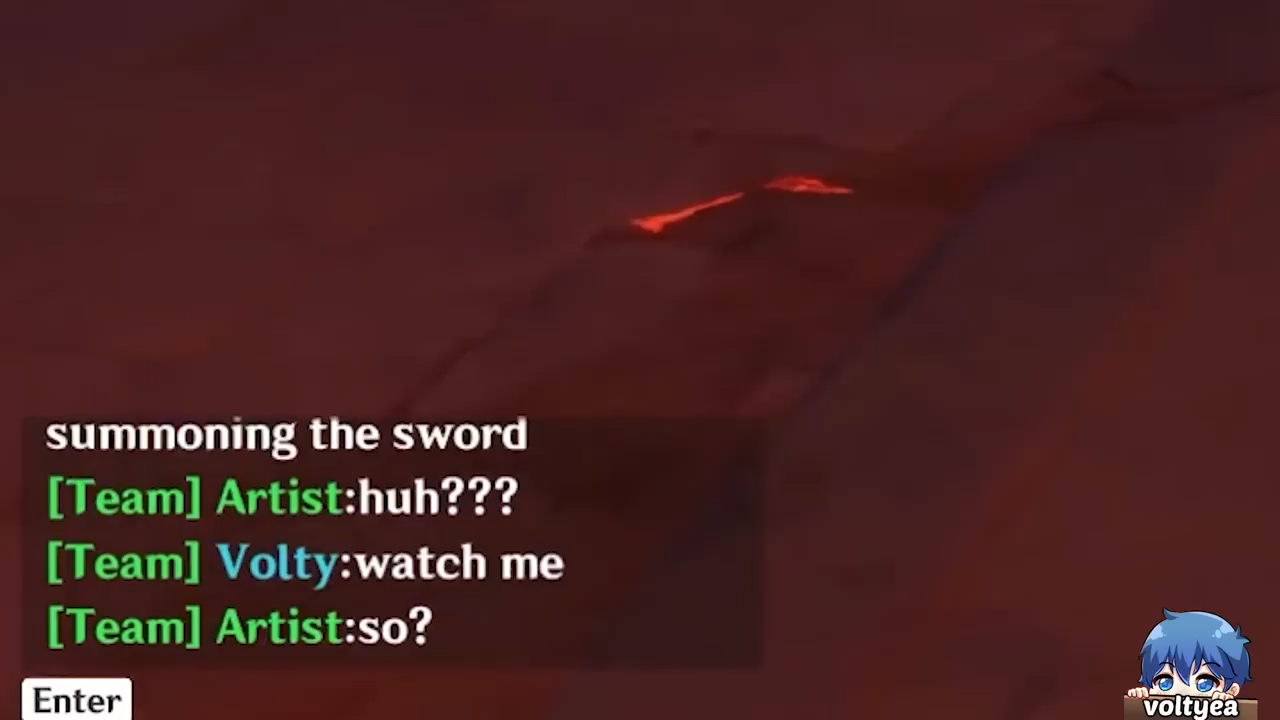 summoning the sword
[Team] Artist:huh???
[Team] Volty:watch me
[Team] Artist:so?
Enter
voltyea